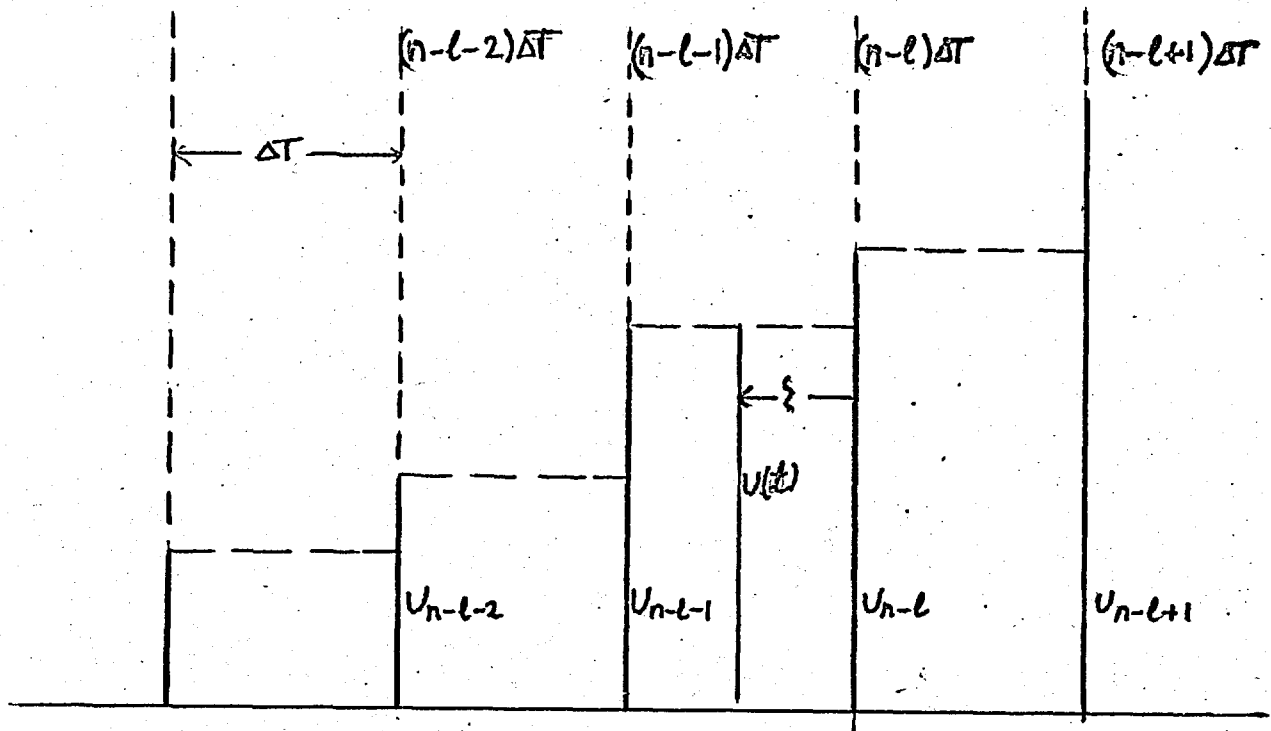 (n-l-2)ΔT (n-l-1)ΔT (n-l)ΔT (n-l+1)ΔT
ΔT
ξ
U(t)
U_{n-l-2} U_{n-l-1} U_{n-l} U_{n-l+1}